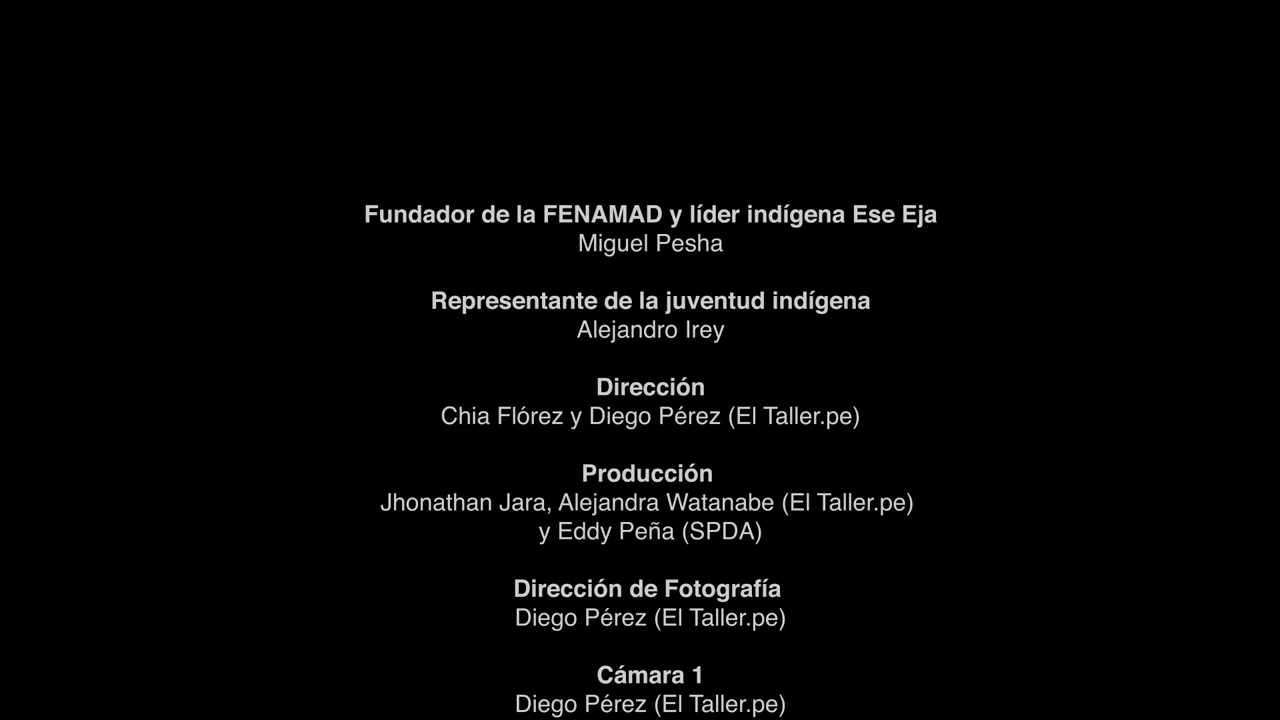 Fundador de la FENAMAD y líder indígena Ese Eja
Miguel Pesha
Representante de la juventud indígena
Alejandro Irey
Dirección
Chia Flórez y Diego Pérez (El Taller.pe)
Producción
Jhonathan Jara, Alejandra Watanabe (El Taller.pe)
y Eddy Peña (SPDA)
Dirección de Fotografía
Diego Pérez (El Taller.pe)
Cámara 1
Diego Pérez (El Taller.pe)